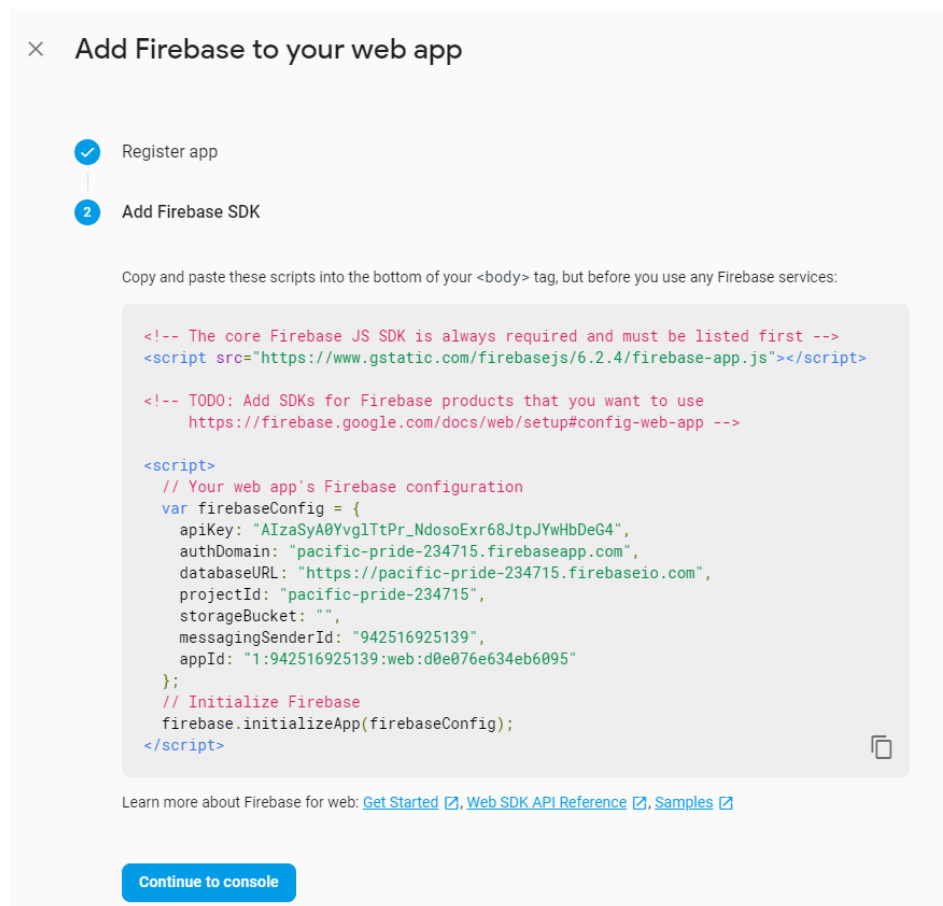 Add Firebase to your web app
Register app
2 Add Firebase SDK
Copy and paste these scripts into the bottom of your <body> tag, but before you use any Firebase services:
<!-- The core Firebase JS SDK is always required and must be listed first -->
<script src="https://www.gstatic.com/firebasejs/6.2.4/firebase-app.js"></script>
<!-- TODO: Add SDKs for Firebase products that you want to use
https://firebase.google.com/docs/web/setup#config-web-app -->
<script>
// Your web app's Firebase configuration
var firebaseConfig = {
apiKey: "AIzaSyA0YvglTtPr_NdosoExr68JtpJYwHbDeG4",
authDomain: "pacific-pride-234715.firebaseapp.com",
databaseURL: "https://pacific-pride-234715.firebaseio.com",
projectId: "pacific-pride-234715",
storageBucket: "",
messagingSenderId: "942516925139",
appId: "1:942516925139:web:d0e076e634eb6095"
};
// Initialize Firebase
firebase.initializeApp(firebaseConfig);
</script>
Learn more about Firebase for web: Get Started, Web SDK API Reference, Samples
Continue to console